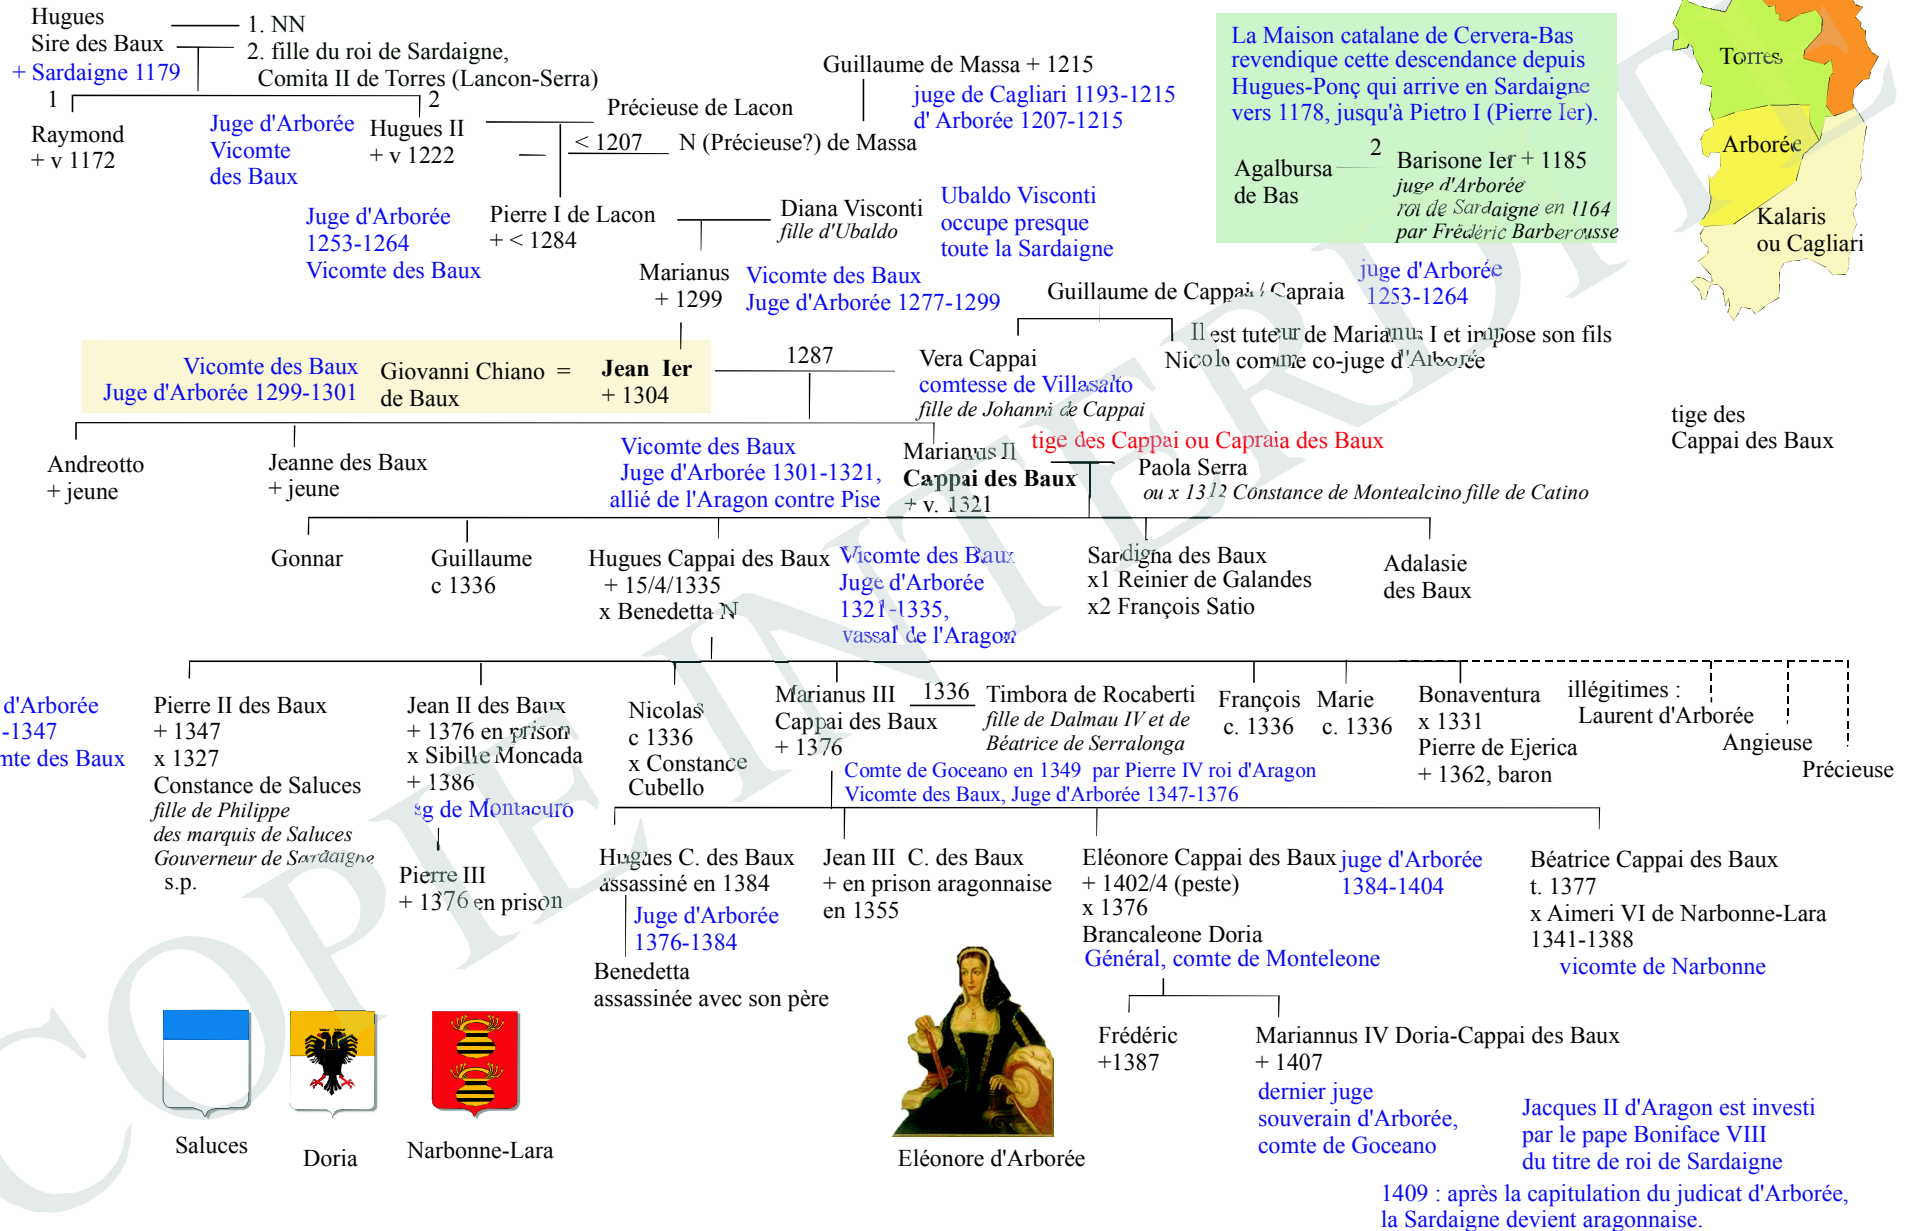 Hugues
Sire des Baux
+ Sardaigne 1179
1. NN
2. fille du roi de Sardaigne,
Comita II de Torres (Lancon-Serra)
1
2
Raymond
+ v 1172
Juge d'Arborée
Vicomte
des Baux
Hugues II
+ v 1222
Précieuse de Lacon
< 1207
N (Précieuse?) de Massa
Guillaume de Massa + 1215
juge de Cagliari 1193-1215
d' Arborée 1207-1215
La Maison catalane de Cervera-Bas
revendique cette descendance depuis
Hugues-Ponç qui arrive en Sardaigne
vers 1178, jusqu'à Pietro I (Pierre Ier).
Agalbursa
de Bas
2
Barisone Ier + 1185
juge d'Arborée
roi de Sardaigne en 1164
par Frédéric Barberousse
Torres
Arborée
Kalaris
ou Cagliari
Juge d'Arborée
1253-1264
Vicomte des Baux
Pierre I de Lacon
+ < 1284
Diana Visconti
fille d'Ubaldo
Ubaldo Visconti
occupe presque
toute la Sardaigne
Marianus
+ 1299
Vicomte des Baux
Juge d'Arborée 1277-1299
Guillaume de Cappai / Capraia
juge d'Arborée
1253-1264
Il est tuteur de Marianus I et impose son fils
Nicolo comme co-juge d'Arborée
Vicomte des Baux
Juge d'Arborée 1299-1301
Giovanni Chiano =
de Baux
Jean Ier
+ 1304
1287
Vera Cappai
comtesse de Villasalto
fille de Johanni de Cappai
tige des
Cappai des Baux
Andreotto
+ jeune
Jeanne des Baux
+ jeune
Vicomte des Baux
Juge d'Arborée 1301-1321,
allié de l'Aragon contre Pise
Marianus II
Cappai des Baux
+ v. 1321
tige des Cappai ou Capraia des Baux
Paola Serra
ou x 1312 Constance de Montealcino fille de Catino
Gonnar
Guillaume
c 1336
Hugues Cappai des Baux
+ 15/4/1335
x Benedetta N
Vicomte des Baux
Juge d'Arborée
1321-1335,
vassal de l'Aragon
Sardigna des Baux
x1 Reinier de Galandes
x2 François Satio
Adalasie
des Baux
d'Arborée
-1347
mte des Baux
Pierre II des Baux
+ 1347
x 1327
Constance de Saluces
fille de Philippe
des marquis de Saluces
Gouverneur de Sardaigne
s.p.
Jean II des Baux
+ 1376 en prison
x Sibille Moncada
+ 1386
sg de Montacuro
Pierre III
+ 1376 en prison
Nicolas
c 1336
x Constance
Cubello
Marianus III
Cappai des Baux
+ 1376
1336
Timbora de Rocaberti
fille de Dalmau IV et de
Béatrice de Serralonga
Comte de Goceano en 1349 par Pierre IV roi d'Aragon
Vicomte des Baux, Juge d'Arborée 1347-1376
François
c. 1336
Marie
c. 1336
Bonaventura
x 1331
Pierre de Ejerica
+ 1362, baron
illégitimes :
Laurent d'Arborée
Angieuse
Précieuse
Hugues C. des Baux
assassiné en 1384
Juge d'Arborée
1376-1384
Benedetta
assassinée avec son père
Jean III C. des Baux
+ en prison aragonnaise
en 1355
Eléonore Cappai des Baux
+ 1402/4 (peste)
x 1376
Brancaleone Doria
Général, comte de Monteleone
juge d'Arborée
1384-1404
Béatrice Cappai des Baux
t. 1377
x Aimeri VI de Narbonne-Lara
1341-1388
vicomte de Narbonne
Frédéric
+1387
Mariannus IV Doria-Cappai des Baux
+ 1407
dernier juge
souverain d'Arborée,
comte de Goceano
Saluces
Doria
Narbonne-Lara
Eléonore d'Arborée
Jacques II d'Aragon est investi
par le pape Boniface VIII
du titre de roi de Sardaigne
1409 : après la capitulation du judicat d'Arborée,
la Sardaigne devient aragonnaise.
COPIE INTERDITE